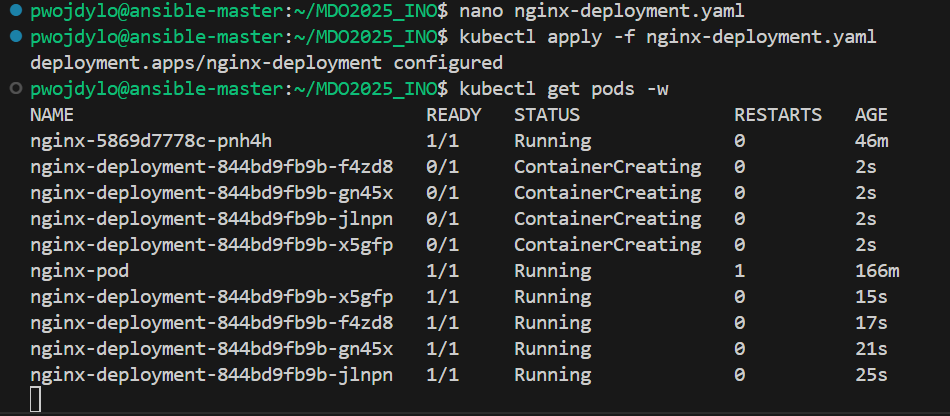 pwojdylo@ansible-master:~/MDO2025_INO$ nano nginx-deployment.yaml
pwojdylo@ansible-master:~/MDO2025_INO$ kubectl apply -f nginx-deployment.yaml
deployment.apps/nginx-deployment configured
pwojdylo@ansible-master:~/MDO2025_INO$ kubectl get pods -w
NAME READY STATUS RESTARTS AGE
nginx-5869d7778c-pnh4h 1/1 Running 0 46m
nginx-deployment-844bd9fb9b-f4zd8 0/1 ContainerCreating 0 2s
nginx-deployment-844bd9fb9b-gn45x 0/1 ContainerCreating 0 2s
nginx-deployment-844bd9fb9b-jlnpn 0/1 ContainerCreating 0 2s
nginx-deployment-844bd9fb9b-x5gfp 0/1 ContainerCreating 0 2s
nginx-pod 1/1 Running 1 166m
nginx-deployment-844bd9fb9b-x5gfp 1/1 Running 0 15s
nginx-deployment-844bd9fb9b-f4zd8 1/1 Running 0 17s
nginx-deployment-844bd9fb9b-gn45x 1/1 Running 0 21s
nginx-deployment-844bd9fb9b-jlnpn 1/1 Running 0 25s